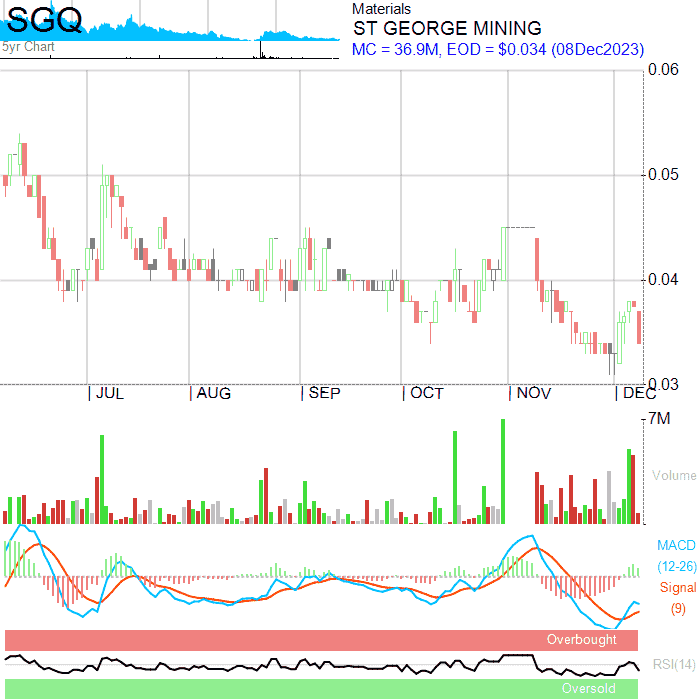 SGQ
5yr Chart
Materials
ST GEORGE MINING
MC = 36.9M, EOD = $0.034 (08Dec2023)
0.06
0.05
0.04
0.03
JUL AUG SEP OCT NOV DEC
7M
Volume
MACD
(12-26)
Signal
(9)
Overbought
RSI(14)
Oversold